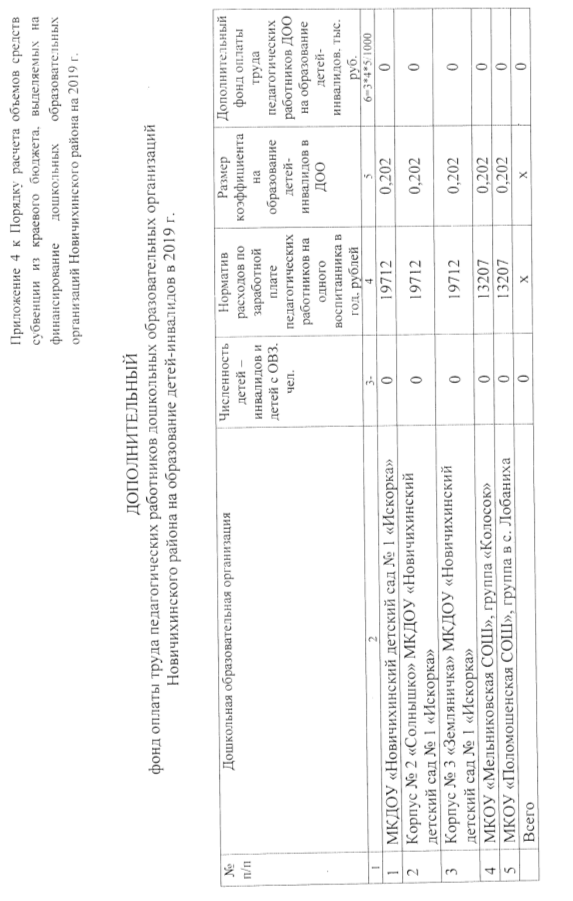 Приложение 4 к Порядку расчета объемов средств
субвенции из краевого бюджета, выделяемых на
финансирование дошкольных образовательных
организаций Новичихинского района на 2019 г.
ДОПОЛНИТЕЛЬНЫЙ
фонд оплаты труда педагогических работников дошкольных образовательных организаций
Новичихинского района на образование детей-инвалидов в 2019 г.
№ п/п
Дошкольная образовательная организация
Численность
детей –
инвалидов и
детей с ОВЗ,
чел.
Норматив
расходов по
заработной
плате
педагогических
работников на
одного
воспитанника в
год, рублей
Размер
коэффициента
на
образование
детей-
инвалидов в
ДОО
Дополнительный
фонд оплаты
труда
педагогических
работников ДОО
на образование
детей-
инвалидов, тыс.
руб.
1 2 3- 4 5 6=3*4*5/1000
1 МКДОУ «Новичихинский детский сад № 1 «Искорка» 0 19712 0,202 0
2 Корпус № 2 «Солнышко» МКДОУ «Новичихинский 0 19712 0,202 0
детский сад № 1 «Искорка»
3 Корпус № 3 «Земляничка» МКДОУ «Новичихинский 0 19712 0,202 0
детский сад № 1 «Искорка»
4 МКОУ «Мельниковская СОШ», группа «Колосок» 0 13207 0,202 0
5 МКОУ «Поломошенская СОШ», группа в с. Лобаниха 0 13207 0,202 0
Всего 0 х х 0